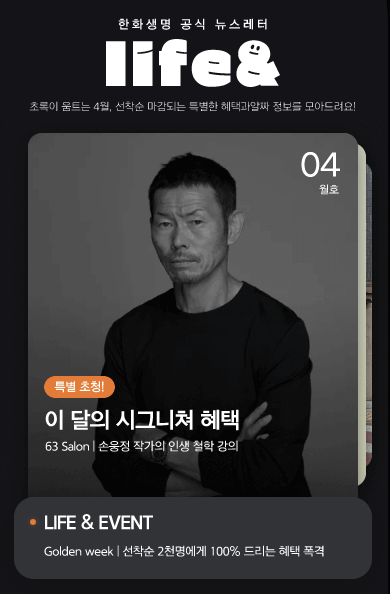 한화생명 공식 뉴스레터
life&
초록이 움트는 4월, 선착순 마감되는 특별한 혜택과알짜 정보를 모아드려요!
04
월호
특별 초청!
이 달의 시그니쳐 혜택
63 Salon | 손웅정 작가의 인생 철학 강의
LIFE & EVENT
Golden week | 선착순 2천명에게 100% 드리는 혜택 폭격